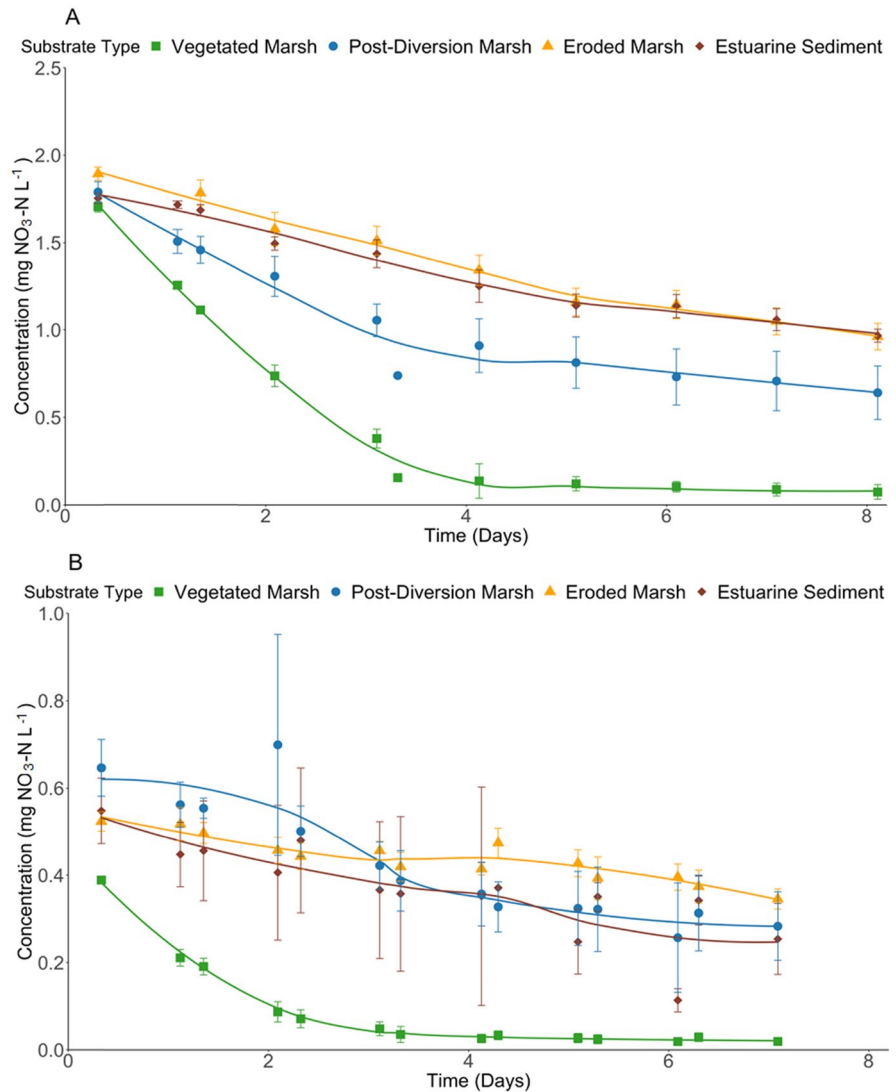 A
Substrate Type Vegetated Marsh Post-Diversion Marsh Eroded Marsh Estuarine Sediment
2.5
2.0
1.5
1.0
0.5
0.0
Concentration (mg NO₃-N L⁻¹)
0 2 4 6 8
Time (Days)
B
Substrate Type Vegetated Marsh Post-Diversion Marsh Eroded Marsh Estuarine Sediment
1.0
0.8
0.6
0.4
0.2
0.0
Concentration (mg NO₃-N L⁻¹)
0 2 4 6 8
Time (Days)